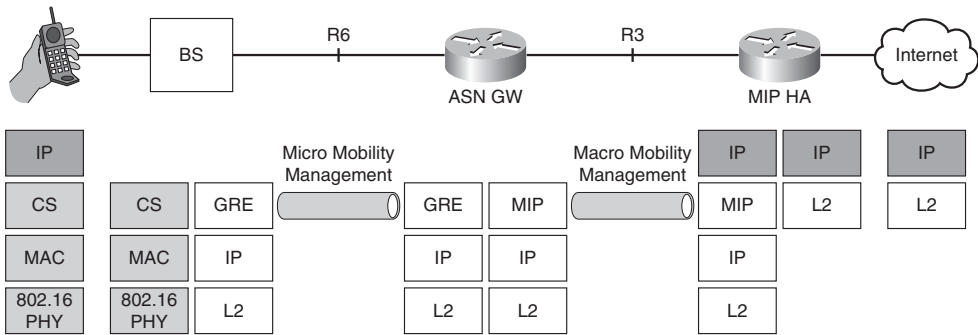 BS
R6
R3
Internet
ASN GW
MIP HA
IP
Micro Mobility
Management
Macro Mobility
Management
IP
IP
IP
CS
CS
GRE
GRE
MIP
MIP
L2
L2
MAC
MAC
IP
IP
IP
IP
802.16
PHY
802.16
PHY
L2
L2
L2
L2